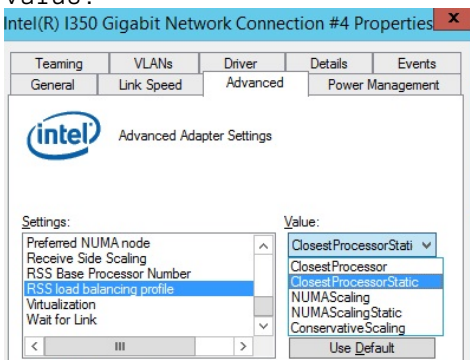 Intel(R) I350 Gigabit Network Connection #4 Properties
x
Teaming VLANs Driver Details Events
General Link Speed Advanced Power Management
intel
Advanced Adapter Settings
Settings:
Value:
Preferred NUMA node
Receive Side Scaling
RSS Base Processor Number
RSS load balancing profile
Virtualization
Wait for Link
ClosestProcessorStati
ClosestProcessor
ClosestProcessorStatic
NUMAScaling
NUMAScalingStatic
ConservativeScaling
Use Default